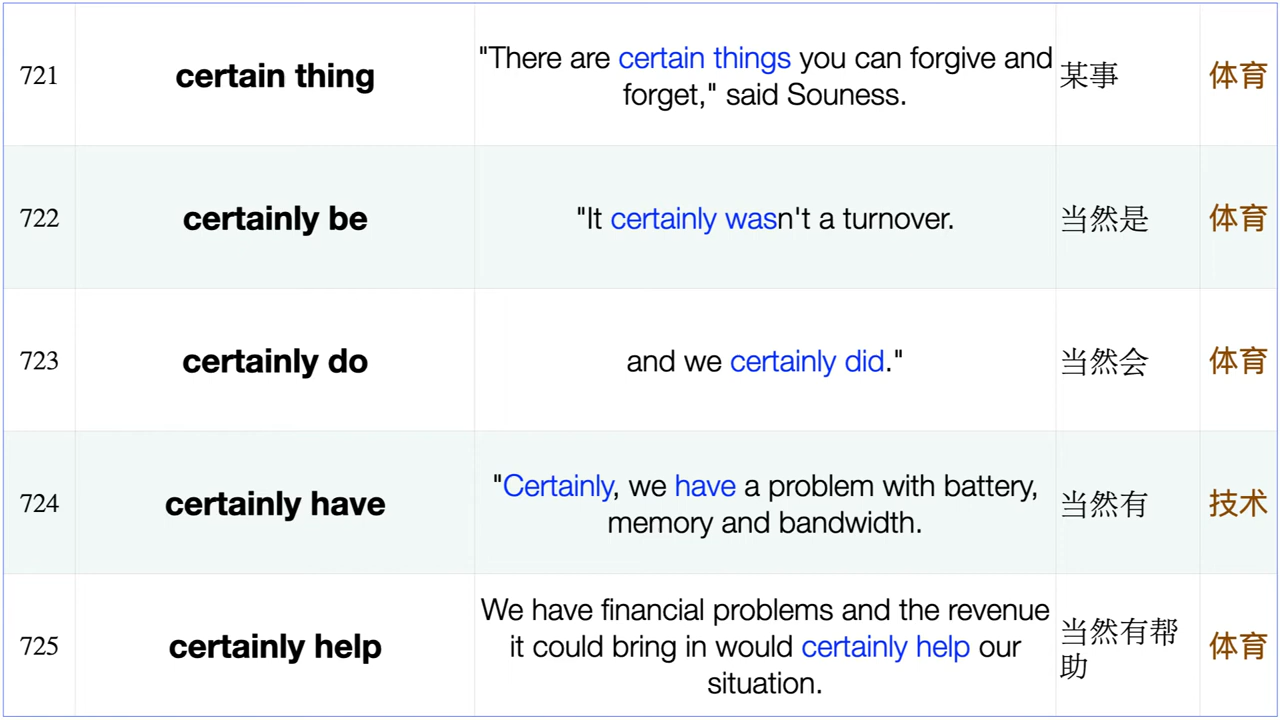 721 certain thing "There are certain things you can forgive and 某事 体育
forget," said Souness.
722 certainly be "It certainly wasn't a turnover. 当然是 体育
723 certainly do and we certainly did." 当然会 体育
724 certainly have "Certainly, we have a problem with battery, 当然有 技术
memory and bandwidth.
725 certainly help We have financial problems and the revenue 当然有帮 体育
it could bring in would certainly help our 助
situation.